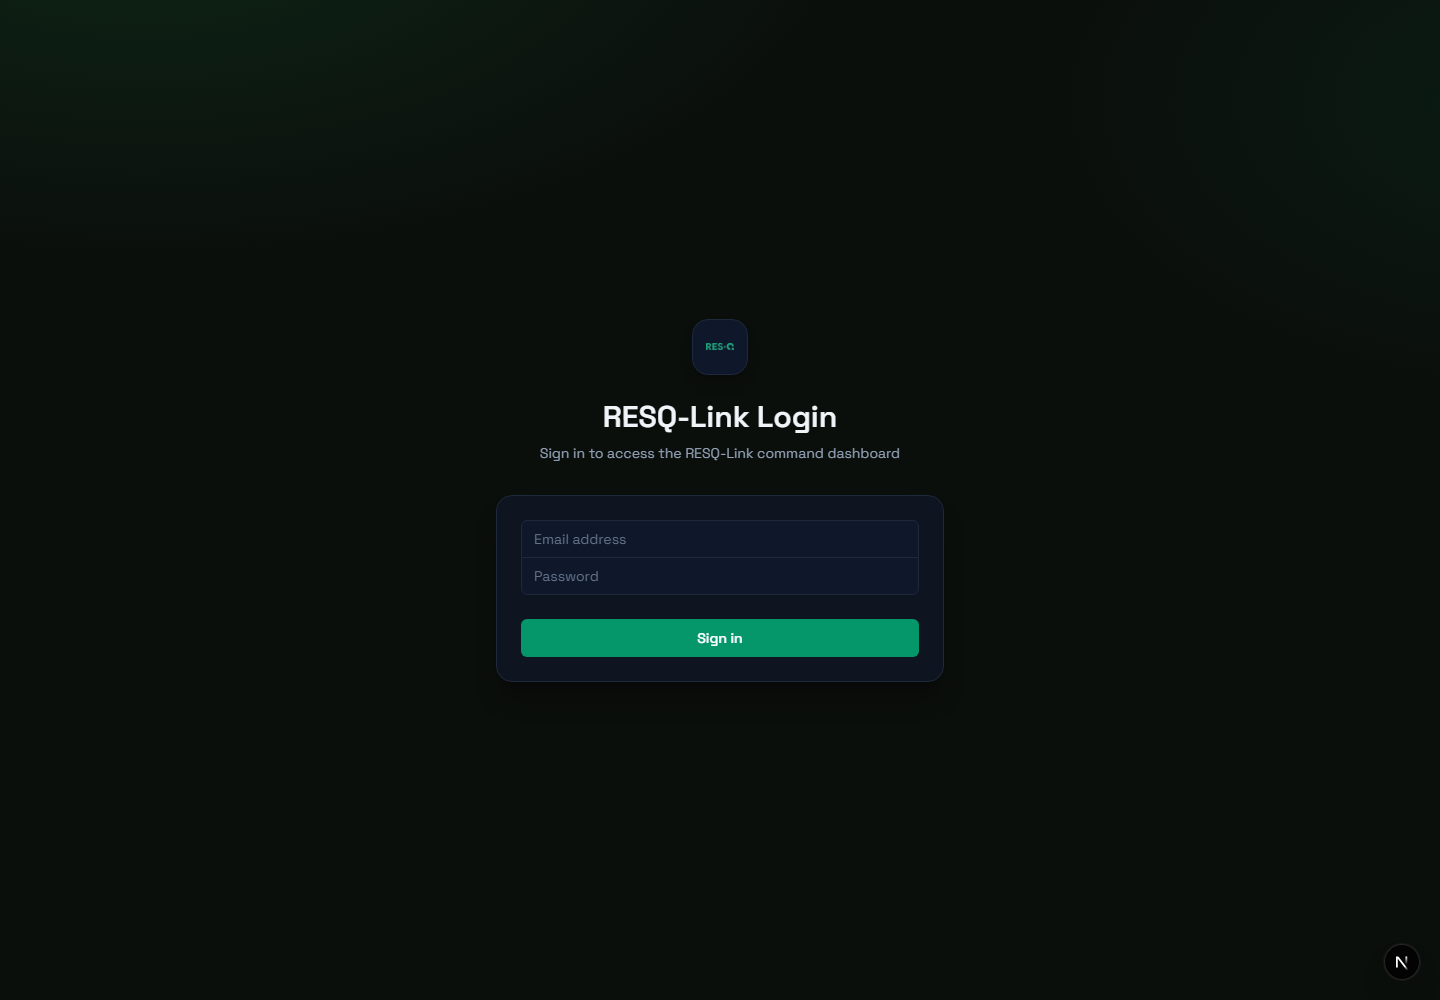 RES-Q
RESQ-Link Login
Sign in to access the RESQ-Link command dashboard
Email address
Password
Sign in
N